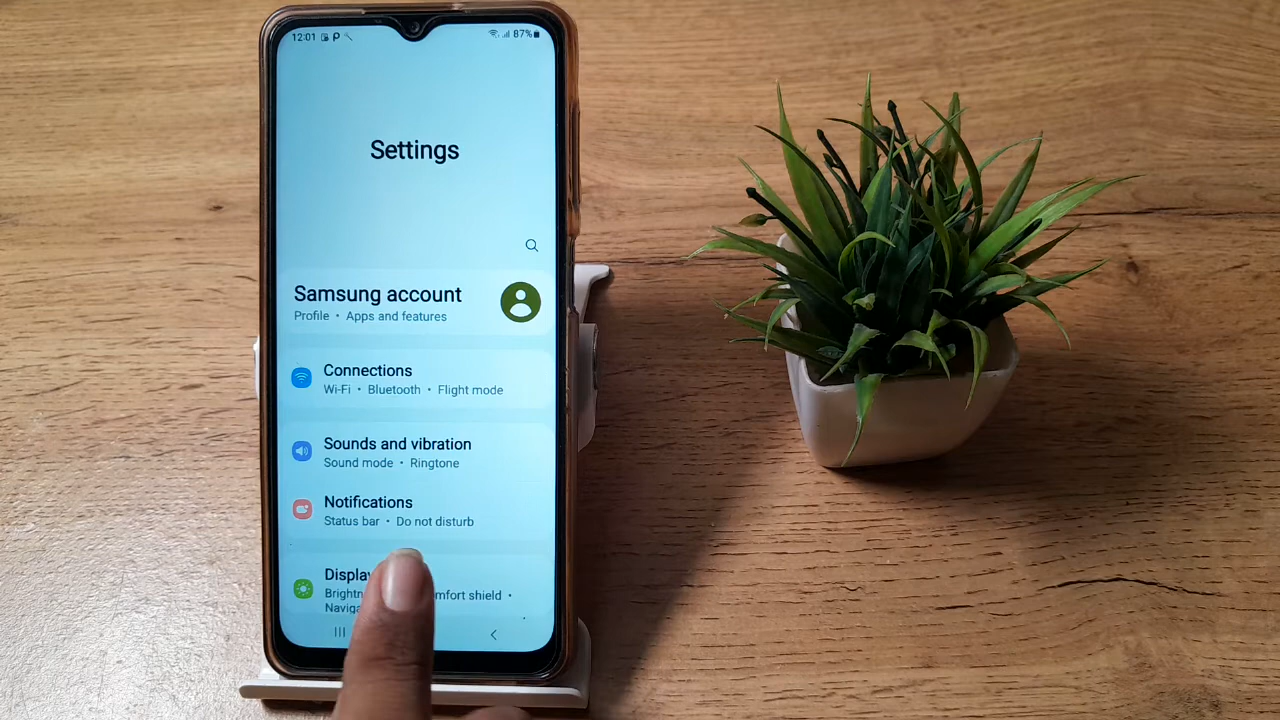 12:01 87%
Settings
Samsung account
Profile • Apps and features
Connections
Wi-Fi • Bluetooth • Flight mode
Sounds and vibration
Sound mode • Ringtone
Notifications
Status bar • Do not disturb
Display
shield •